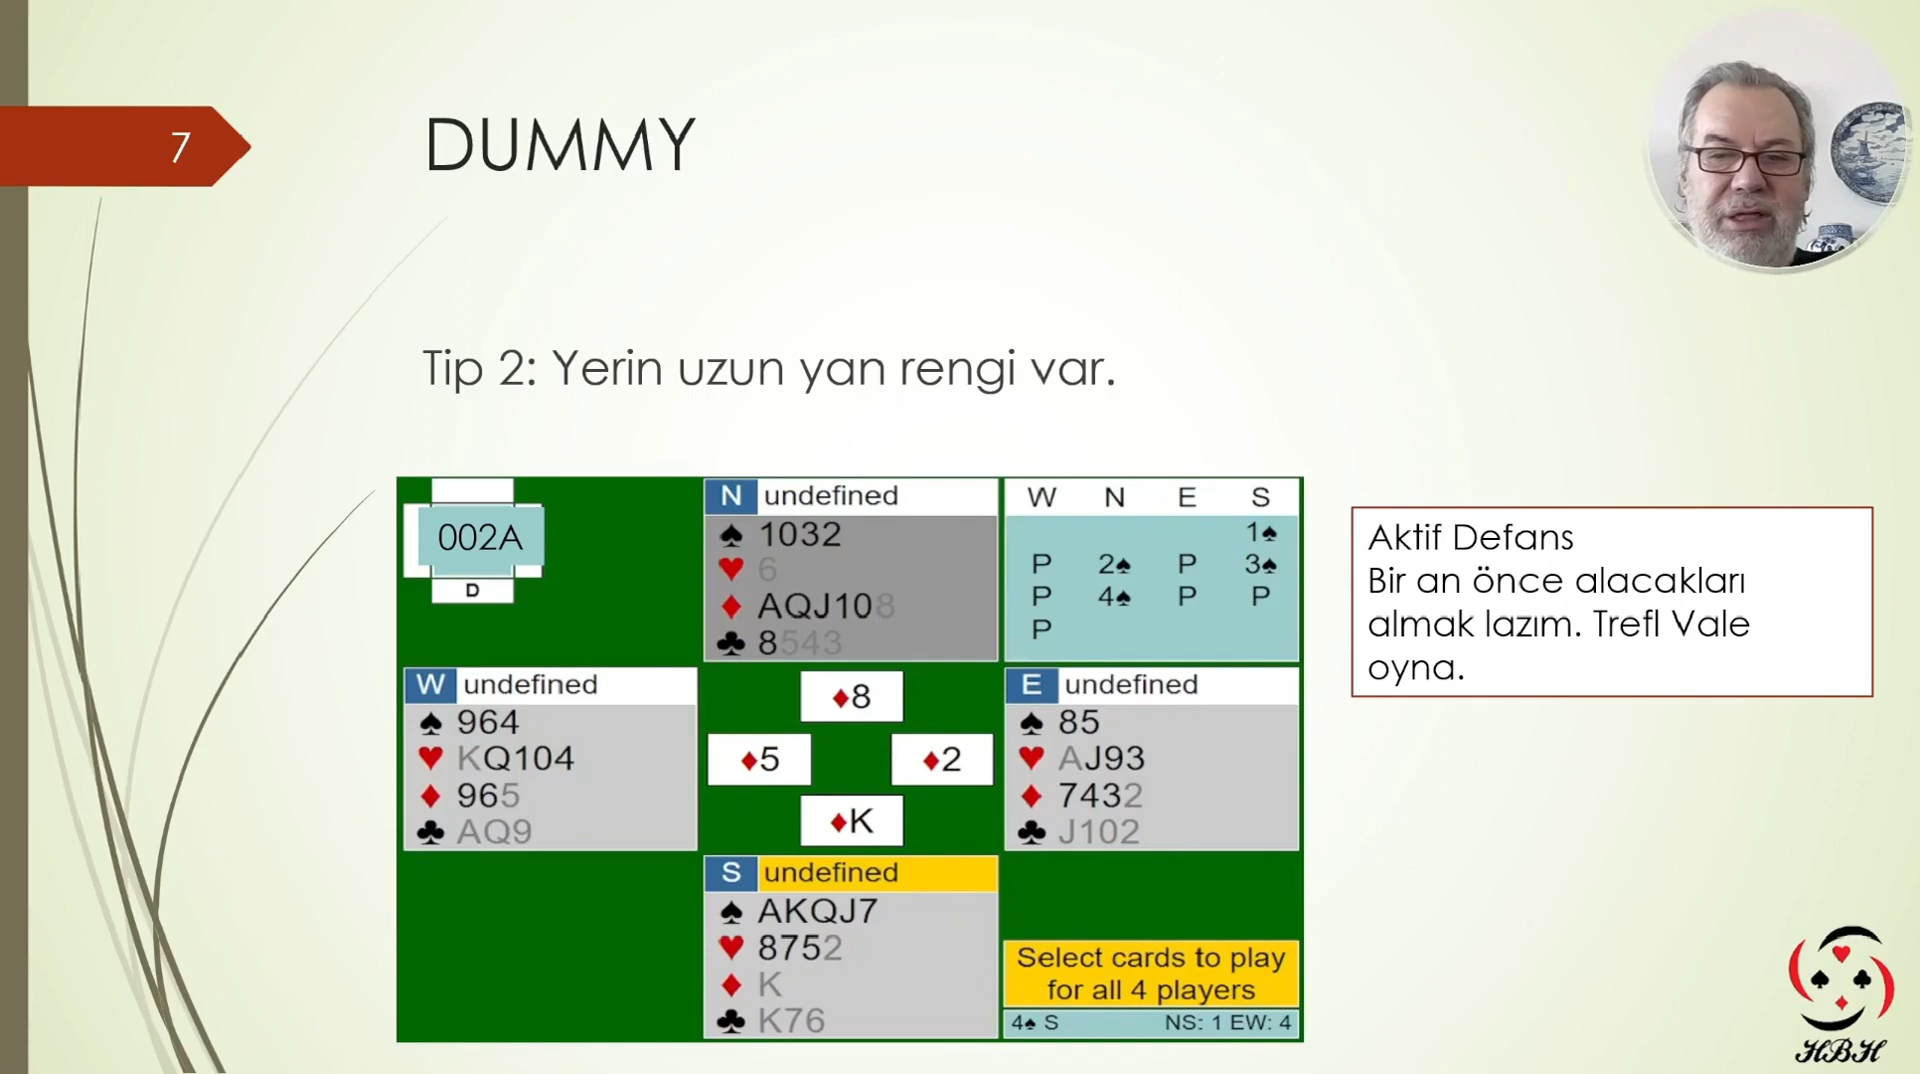 7
DUMMY
Tip 2: Yerin uzun yan rengi var.
002A
D
N undefined
♠ 1032
♥ 6
♦ AQJ108
♣ 8543
W N E S
1♠
P 2♠ P 3♠
P 4♠ P P
P
W undefined
♠ 964
♥ KQ104
♦ 965
♣ AQ9
♦8
♦5
♦2
♦K
E undefined
♠ 85
♥ AJ93
♦ 7432
♣ J102
S undefined
♠ AKQJ7
♥ 8752
♦ K
♣ K76
Select cards to play
for all 4 players
4♠ S NS: 1 EW: 4
Aktif Defans
Bir an önce alacakları
almak lazım. Trefl Vale
oyna.
HBH